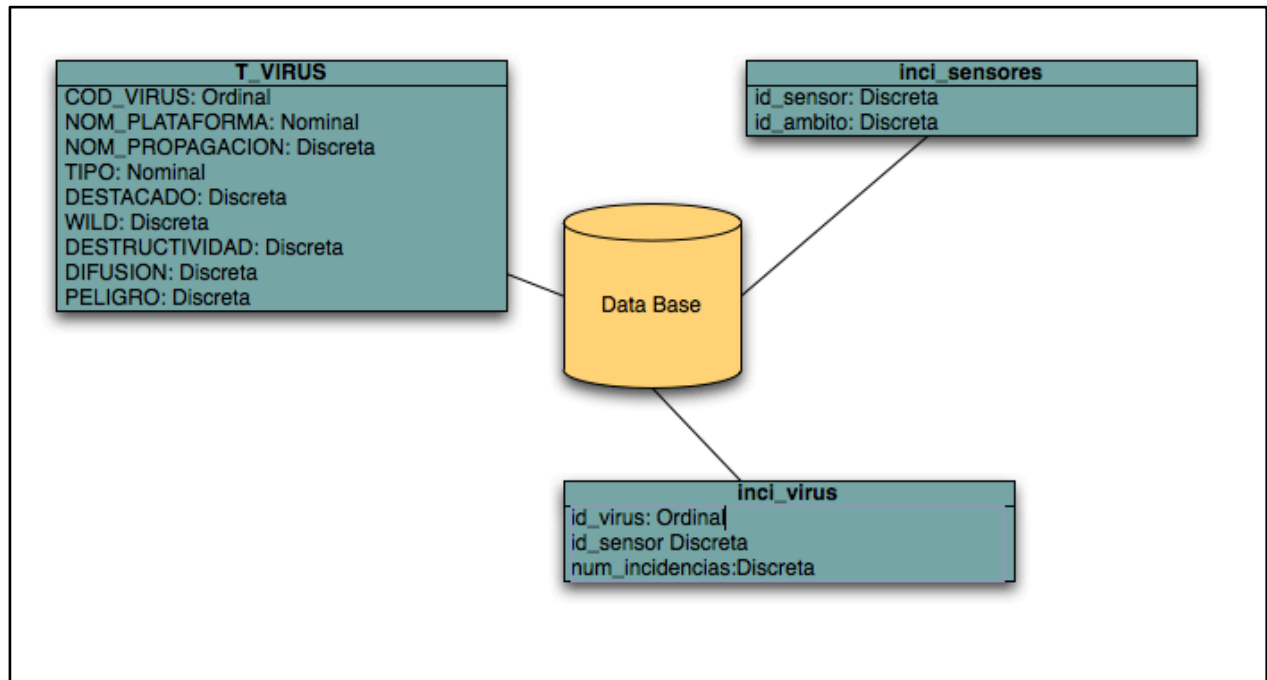 T_VIRUS
COD_VIRUS: Ordinal
NOM_PLATAFORMA: Nominal
NOM_PROPAGACION: Discreta
TIPO: Nominal
DESTACADO: Discreta
WILD: Discreta
DESTRUCTIVIDAD: Discreta
DIFUSION: Discreta
PELIGRO: Discreta
inci_sensores
id_sensor: Discreta
id_ambito: Discreta
Data Base
inci_virus
id_virus: Ordinal
id_sensor Discreta
num_incidencias:Discreta